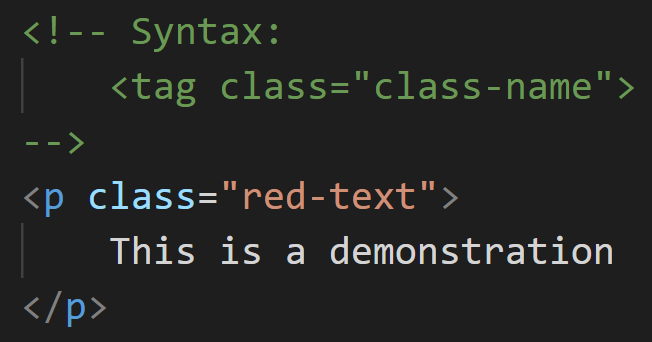 <!-- Syntax:
    <tag class="class-name">
-->
<p class="red-text">
    This is a demonstration
</p>